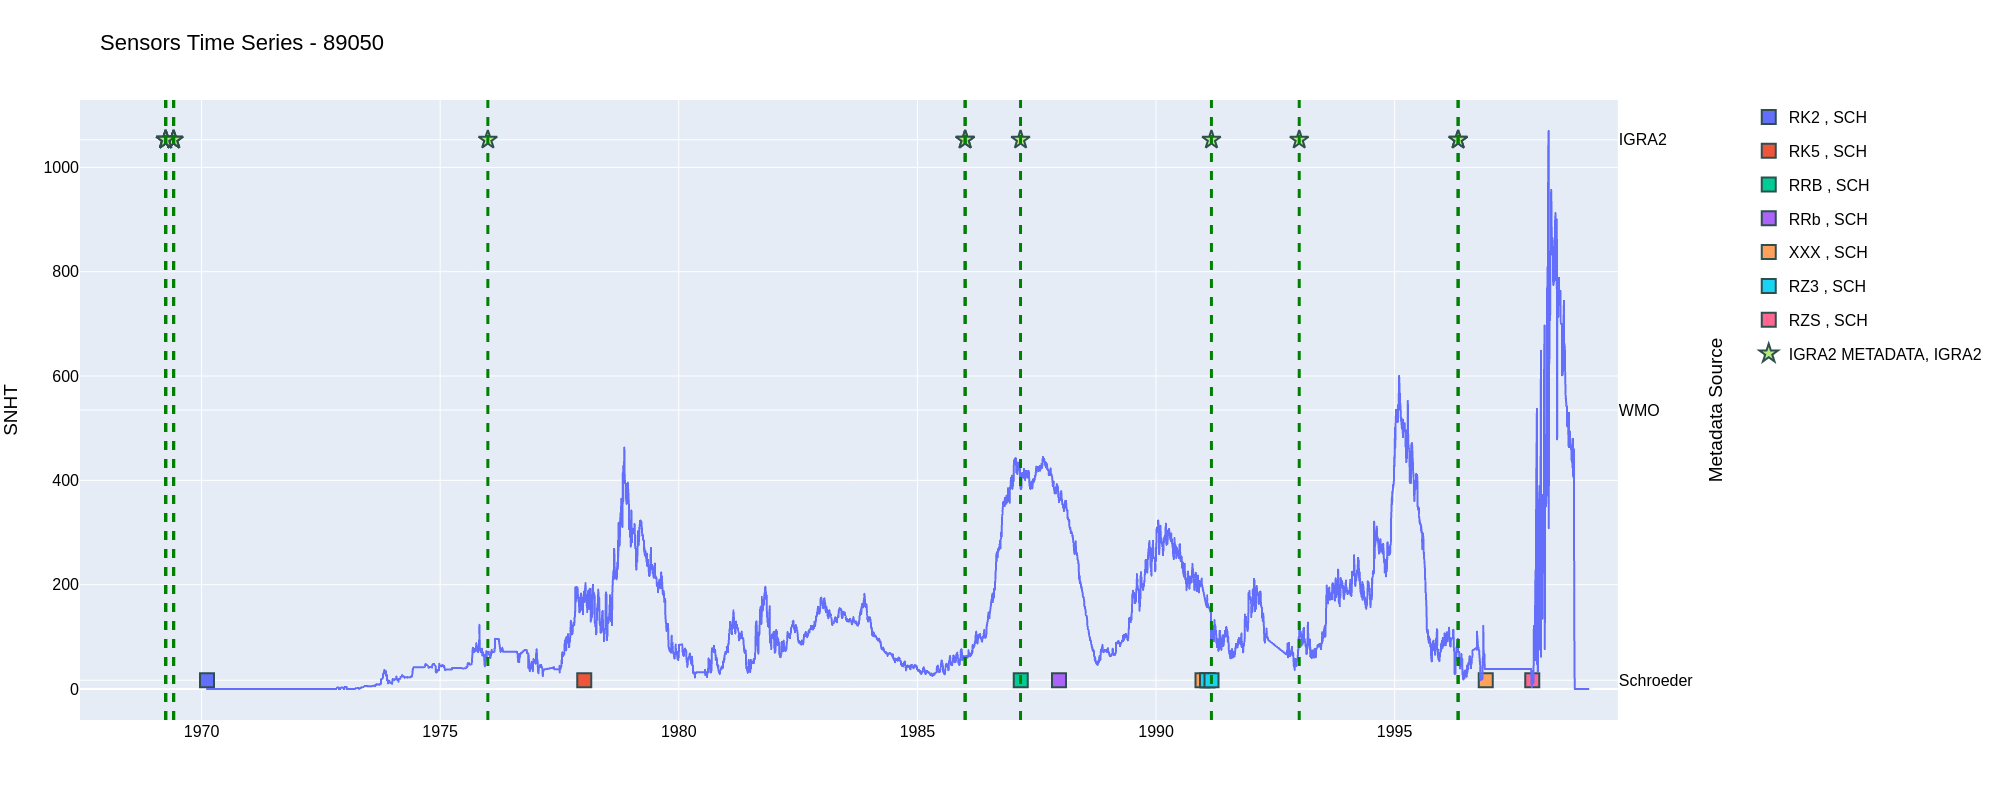 Sensors Time Series - 89050
SNHT
1000
800
600
400
200
0
1970
1975
1980
1985
1990
1995
IGRA2
WMO
Schroeder
Metadata Source
RK2 , SCH
RK5 , SCH
RRB , SCH
RRb , SCH
XXX , SCH
RZ3 , SCH
RZS , SCH
IGRA2 METADATA, IGRA2